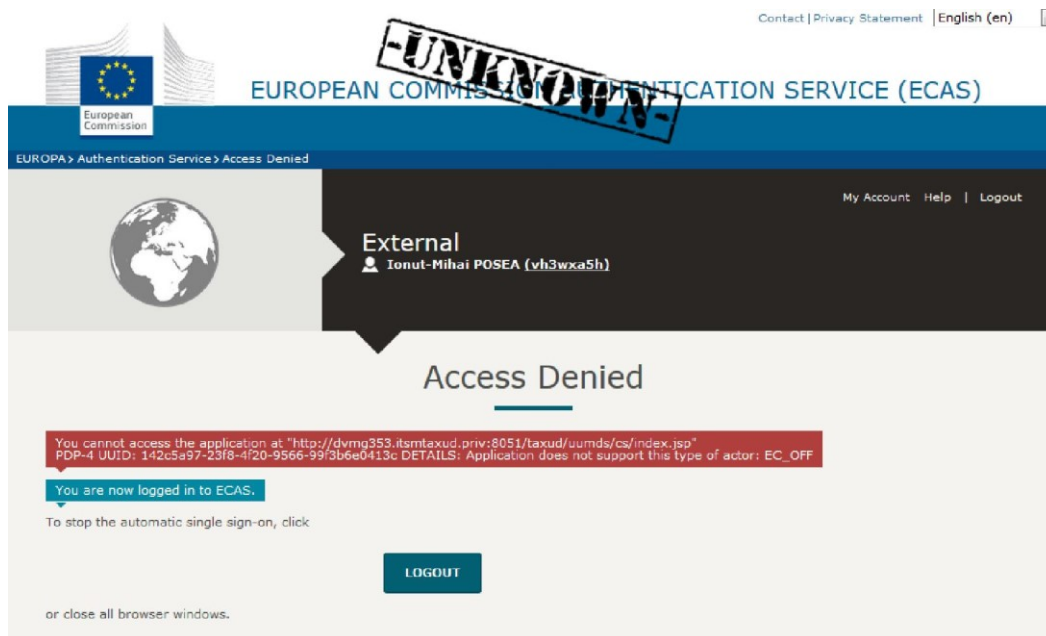 Contact | Privacy Statement | English (en)
-UNKNOWN-
EUROPEAN COMMISSION AUTHENTICATION SERVICE (ECAS)
European
Commission
EUROPA > Authentication Service > Access Denied
My Account Help | Logout
External
Ionut-Mihai POSEA (vh3wxa5h)
Access Denied
You cannot access the application at "http://dvmg353.itsmtaxud.priv:8051/taxud/uumds/cs/index.jsp"
PDP-4 UUID: 142c5a97-23f8-4f20-9566-99f3b6e0413c DETAILS: Application does not support this type of actor: EC_OFF
You are now logged in to ECAS.
To stop the automatic single sign-on, click
LOGOUT
or close all browser windows.